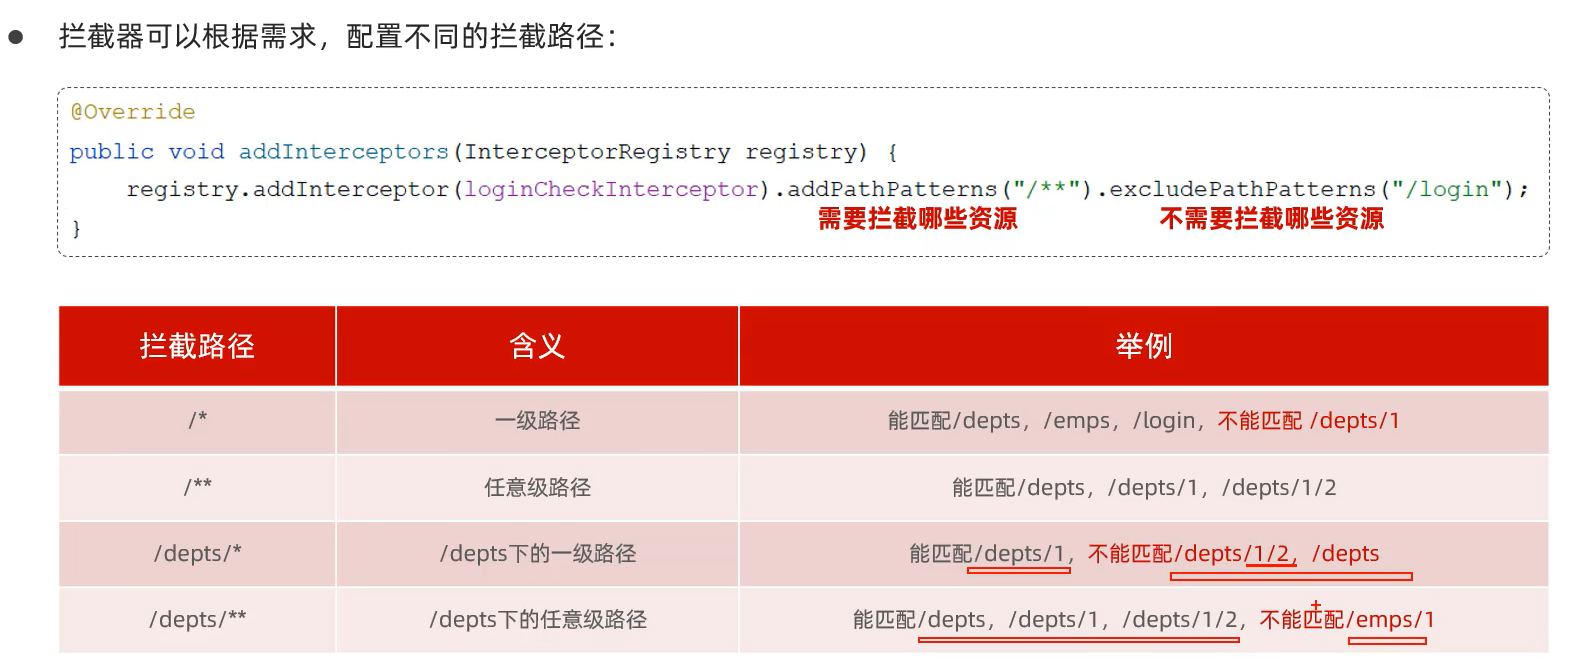 拦截器可以根据需求，配置不同的拦截路径：
@Override
public void addInterceptors(InterceptorRegistry registry) {
registry.addInterceptor(loginCheckInterceptor).addPathPatterns("/**").excludePathPatterns("/login");
需要拦截哪些资源 不需要拦截哪些资源
}
拦截路径 含义 举例
/* 一级路径 能匹配/depts，/emps，/login，不能匹配 /depts/1
/** 任意级路径 能匹配/depts，/depts/1，/depts/1/2
/depts/* /depts下的一级路径 能匹配/depts/1，不能匹配/depts/1/2，/depts
/depts/** /depts下的任意级路径 能匹配/depts，/depts/1，/depts/1/2，不能匹配/emps/1